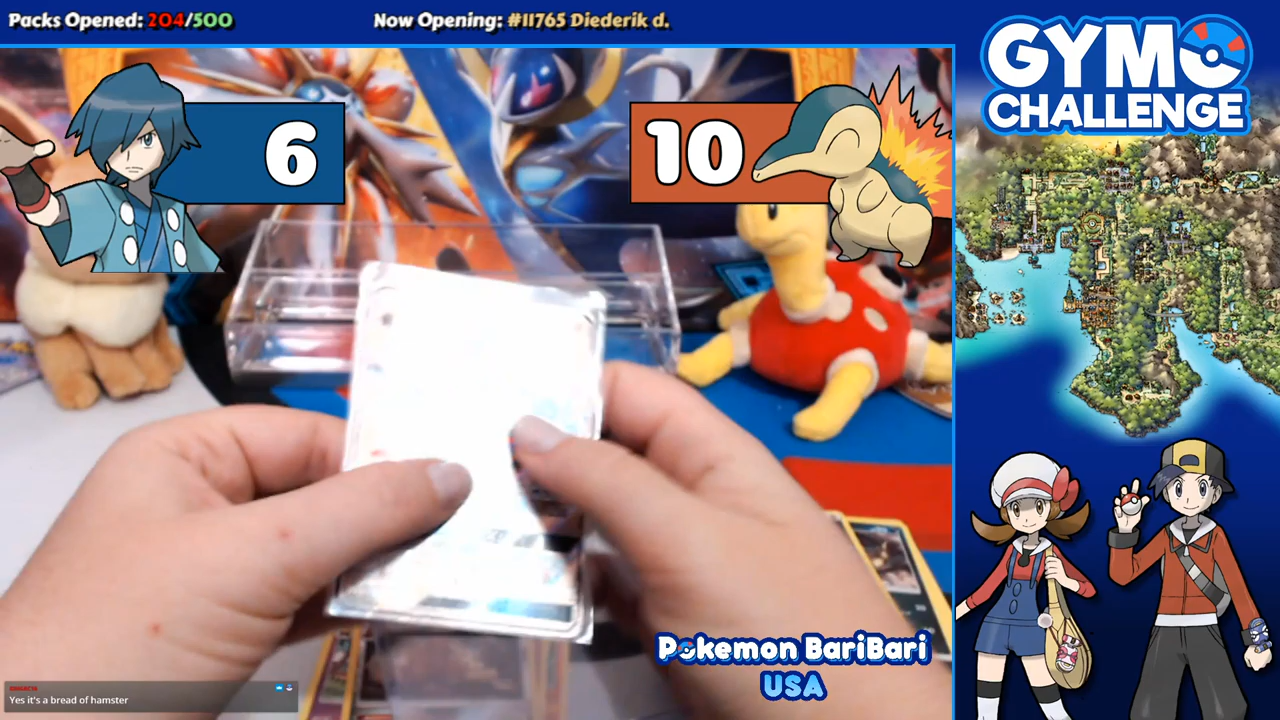 Packs Opened: 204/500
Now Opening: #11765 Diederik d.
GYM
CHALLENGE
6
10
Pokemon BariBari
USA
Yes it's a bread of hamster